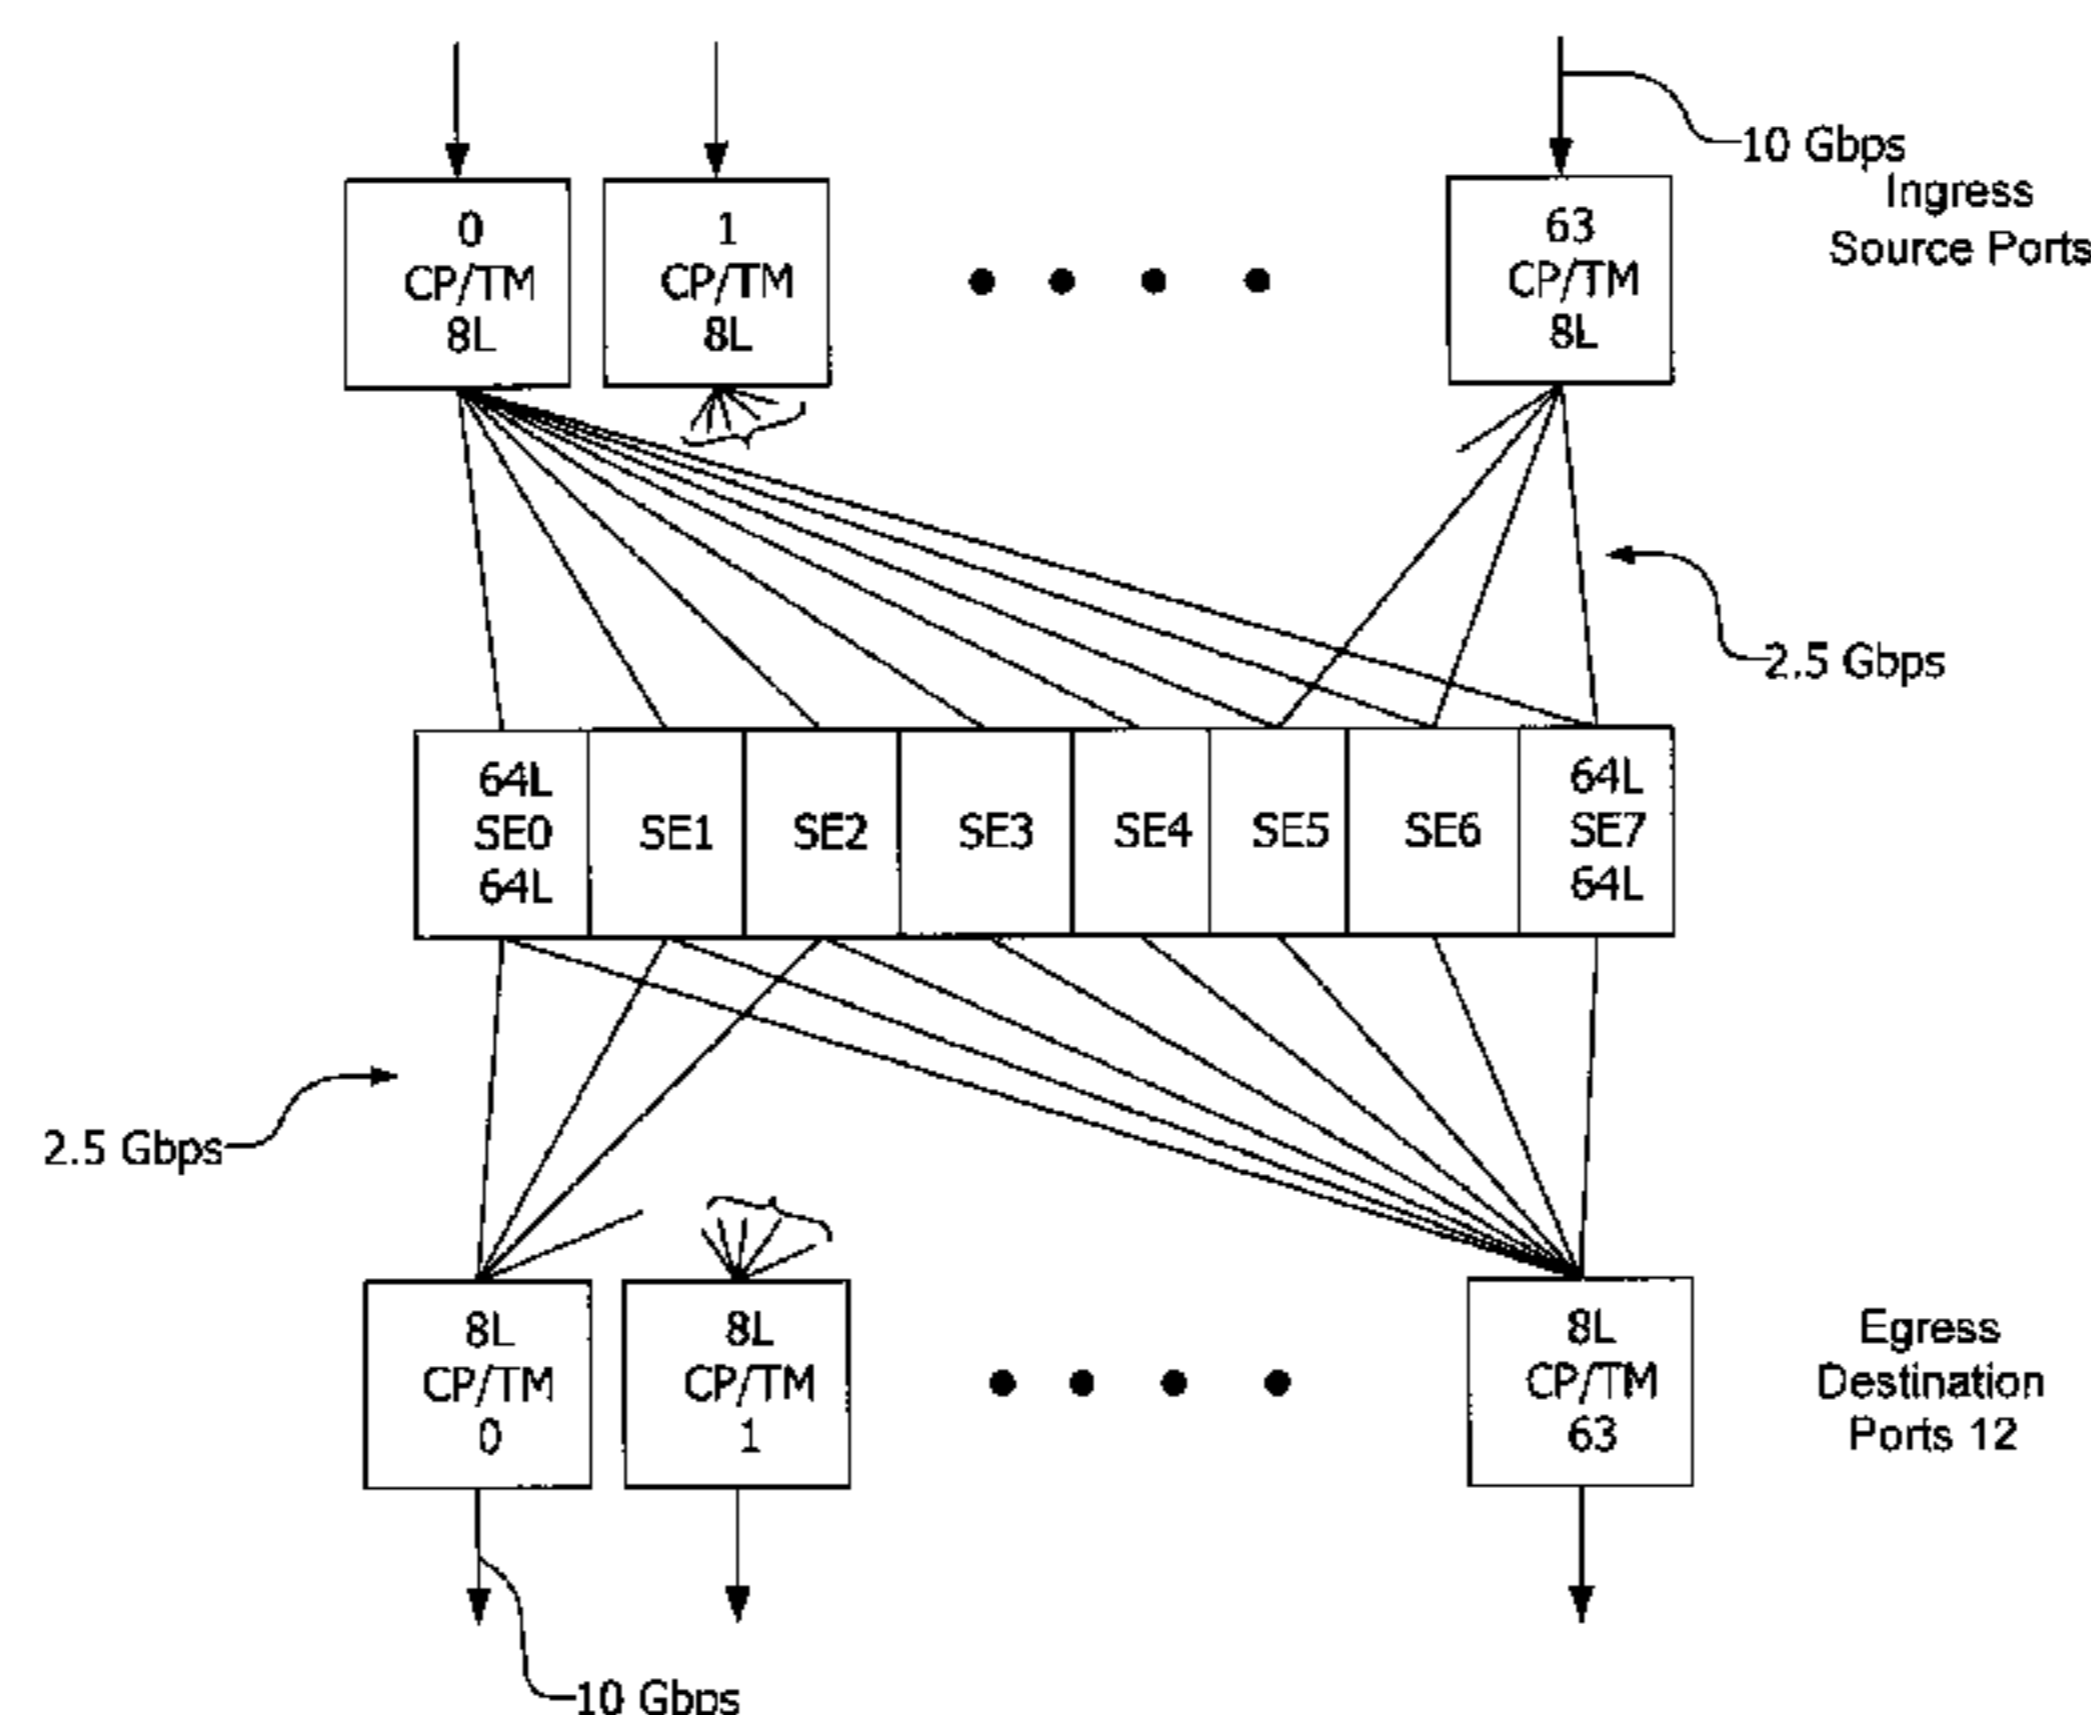 10 Gbps
Ingress
Source Ports
0
CP/TM
8L
1
CP/TM
8L
63
CP/TM
8L
2.5 Gbps
64L
SE0
64L
SE1
SE2
SE3
SE4
SE5
SE6
64L
SE7
64L
2.5 Gbps
8L
CP/TM
0
8L
CP/TM
1
8L
CP/TM
63
Egress
Destination
Ports 12
10 Gbps